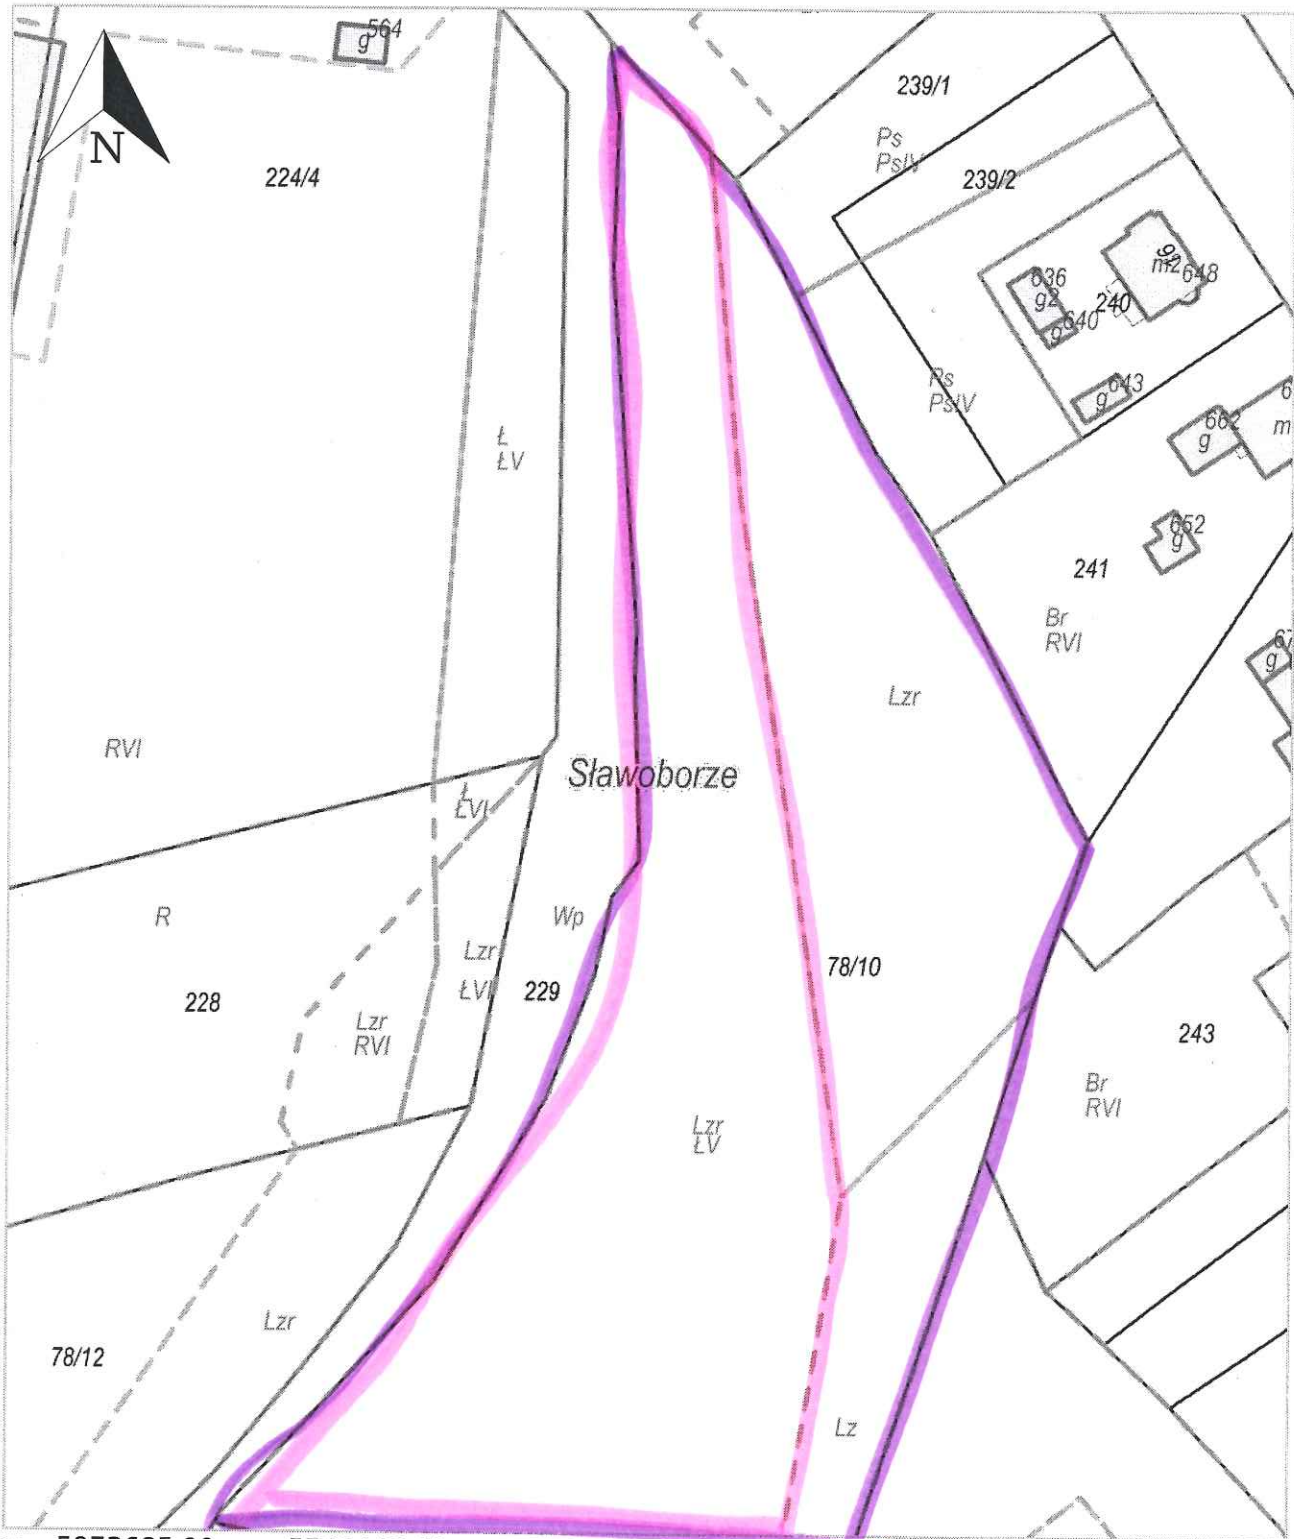 564
g
239/1
N
Ps
PsIV
224/4
239/2
g
m2
648
636
g2
240
640
g
Ps
PsIV
643
g
662
g
m
Ł
ŁV
652
g
241
Br
RVI
g
Lzr
RVI
Sławoborze
Ł
ŁVI
R
Wp
Lzr
78/10
ŁVI
229
228
Lzr
RVI
243
Br
RVI
Lzr
ŁV
Lzr
78/12
Lz